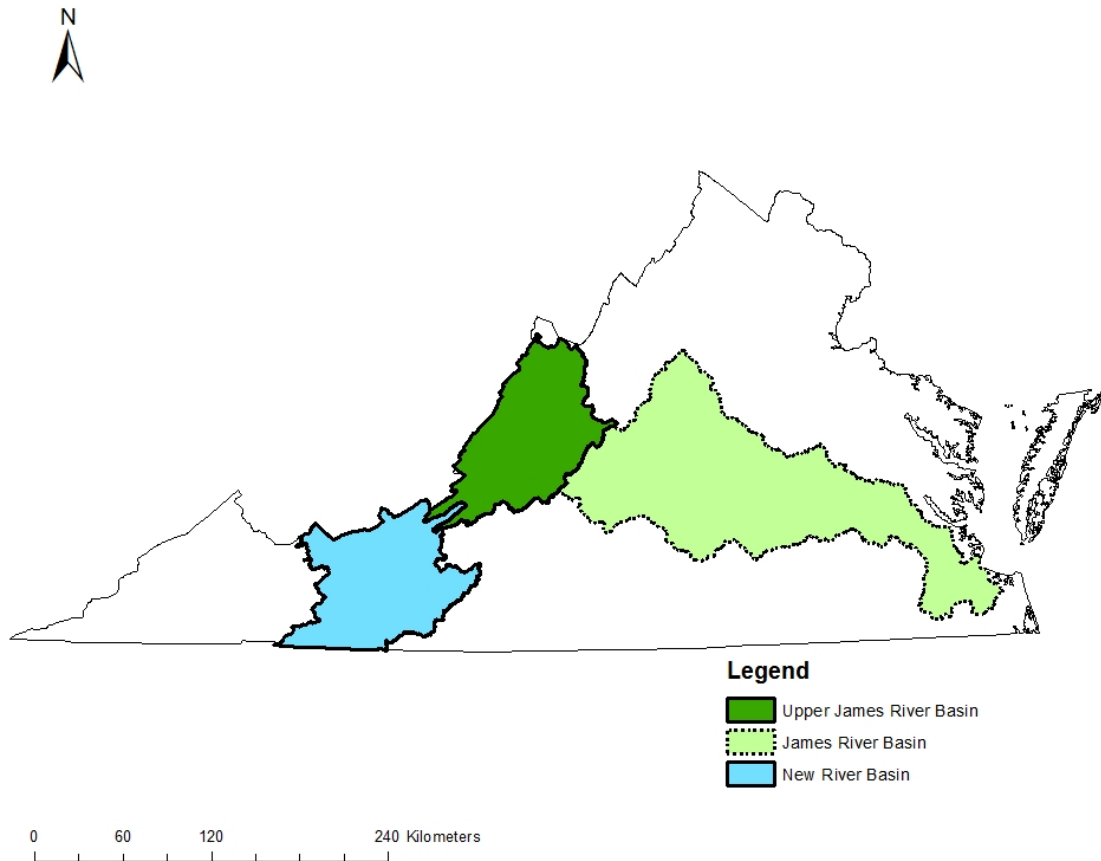 N
Legend
Upper James River Basin
James River Basin
New River Basin
0 60 120 240 Kilometers